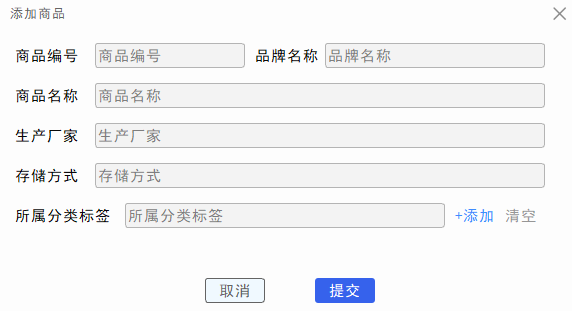 添加商品
商品编号 商品编号 品牌名称 品牌名称
商品名称 商品名称
生产厂家 生产厂家
存储方式 存储方式
所属分类标签 所属分类标签 +添加 清空
取消 提交